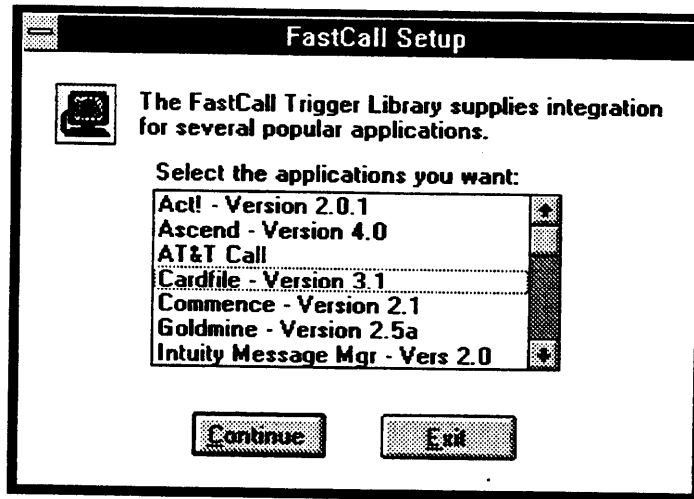 FastCall Setup
The FastCall Trigger Library supplies integration
for several popular applications.
Select the applications you want:
Act! - Version 2.0.1
Ascend - Version 4.0
AT&T Call
Cardfile - Version 3.1
Commence - Version 2.1
Goldmine - Version 2.5a
Intuity Message Mgr - Vers 2.0
Continue
Exit